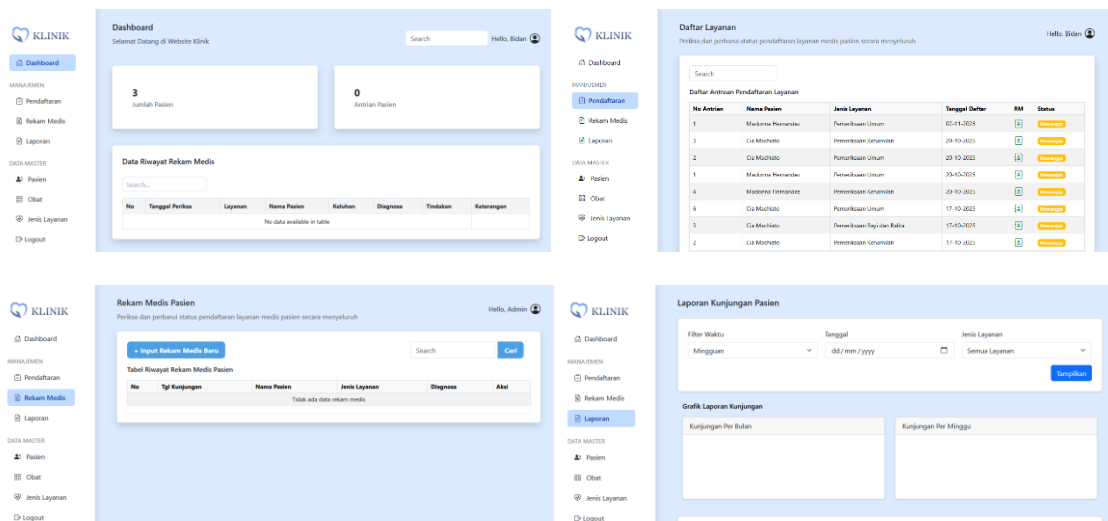 KLINIK
Dashboard
MANAJEMEN
Pendaftaran
Rekam Medis
Laporan
DATA MASTER
Pasien
Obat
Jenis Layanan
Logout
Dashboard
Selamat Datang di Website Klinik
Search
Hello, Bidan
3
Jumlah Pasien
0
Antrian Pasien
Data Riwayat Rekam Medis
Search...
No Tanggal Periksa Layanan Nama Pasien Keluhan Diagnosa Tindakan Keterangan
No data available in table
KLINIK
Dashboard
MANAJEMEN
Pendaftaran
Rekam Medis
Laporan
DATA MASTER
Pasien
Obat
Jenis Layanan
Logout
Daftar Layanan
Periksa dan perbarui status pendaftaran layanan medis pasien secara menyeluruh
Hello, Bidan
Search
Daftar Antrean Pendaftaran Layanan
No Antrian Nama Pasien Jenis Layanan Tanggal Daftar RM Status
1 Madonna Hernandez Pemeriksaan Umum 02-11-2025 Menunggu
3 Cia Machiato Pemeriksaan Kehamilan 20-10-2025 Menunggu
2 Cia Machiato Pemeriksaan Umum 20-10-2025 Menunggu
1 Madonna Hernandez Pemeriksaan Umum 20-10-2025 Menunggu
4 Madonna Hernandez Pemeriksaan Kehamilan 20-10-2025 Menunggu
6 Cia Machiato Pemeriksaan Umum 17-10-2025 Menunggu
3 Cia Machiato Pemeriksaan Bayi dan Balita 17-10-2025 Menunggu
2 Cia Machiato Pemeriksaan Kehamilan 17-10-2025 Menunggu
KLINIK
Dashboard
MANAJEMEN
Pendaftaran
Rekam Medis
Laporan
DATA MASTER
Pasien
Obat
Jenis Layanan
Logout
Rekam Medis Pasien
Periksa dan perbarui status pendaftaran layanan medis pasien secara menyeluruh
Hello, Admin
+ Input Rekam Medis Baru
Search
Cari
Tabel Riwayat Rekam Medis Pasien
No Tgl Kunjungan Nama Pasien Jenis Layanan Diagnosa Aksi
Tidak ada data rekam medis
KLINIK
Dashboard
MANAJEMEN
Pendaftaran
Rekam Medis
Laporan
DATA MASTER
Pasien
Obat
Jenis Layanan
Logout
Laporan Kunjungan Pasien
Filter Waktu Tanggal Jenis Layanan
Mingguan dd/mm/yyyy Semua Layanan
Tampilkan
Grafik Laporan Kunjungan
Kunjungan Per Bulan Kunjungan Per Minggu